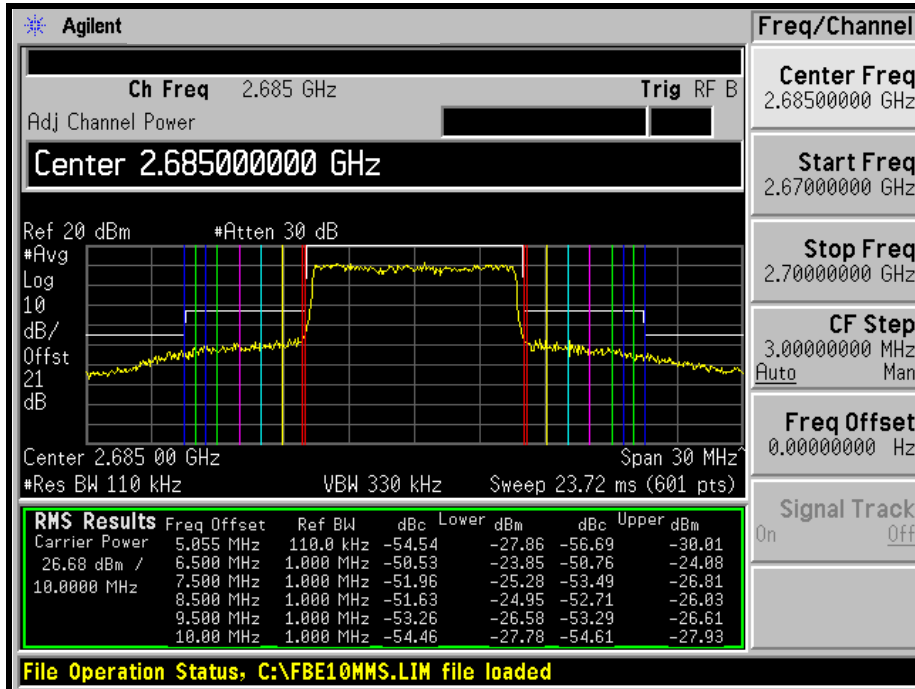 Agilent
Freq/Channel
Ch Freq 2.685 GHz Trig RF B
Adj Channel Power
Center 2.685000000 GHz
Ref 20 dBm #Atten 30 dB
#Avg
Log
10
dB/
Offst
21
dB
Center 2.685 00 GHz Span 30 MHz^
#Res BW 110 kHz VBW 330 kHz Sweep 23.72 ms (601 pts)
RMS Results Freq Offset Ref BW dBc Lower dBm dBc Upper dBm
Carrier Power 5.055 MHz 110.0 kHz -54.54 -27.86 -56.69 -30.01
26.68 dBm / 6.500 MHz 1.000 MHz -50.53 -23.85 -50.76 -24.08
10.0000 MHz 7.500 MHz 1.000 MHz -51.96 -25.28 -53.49 -26.81
8.500 MHz 1.000 MHz -51.63 -24.95 -52.71 -26.03
9.500 MHz 1.000 MHz -53.26 -26.58 -53.29 -26.61
10.00 MHz 1.000 MHz -54.46 -27.78 -54.61 -27.93
File Operation Status, C:\FBE10MMS.LIM file loaded
Center Freq
2.68500000 GHz
Start Freq
2.67000000 GHz
Stop Freq
2.70000000 GHz
CF Step
3.00000000 MHz
Auto Man
Freq Offset
0.00000000 Hz
Signal Track
On Off